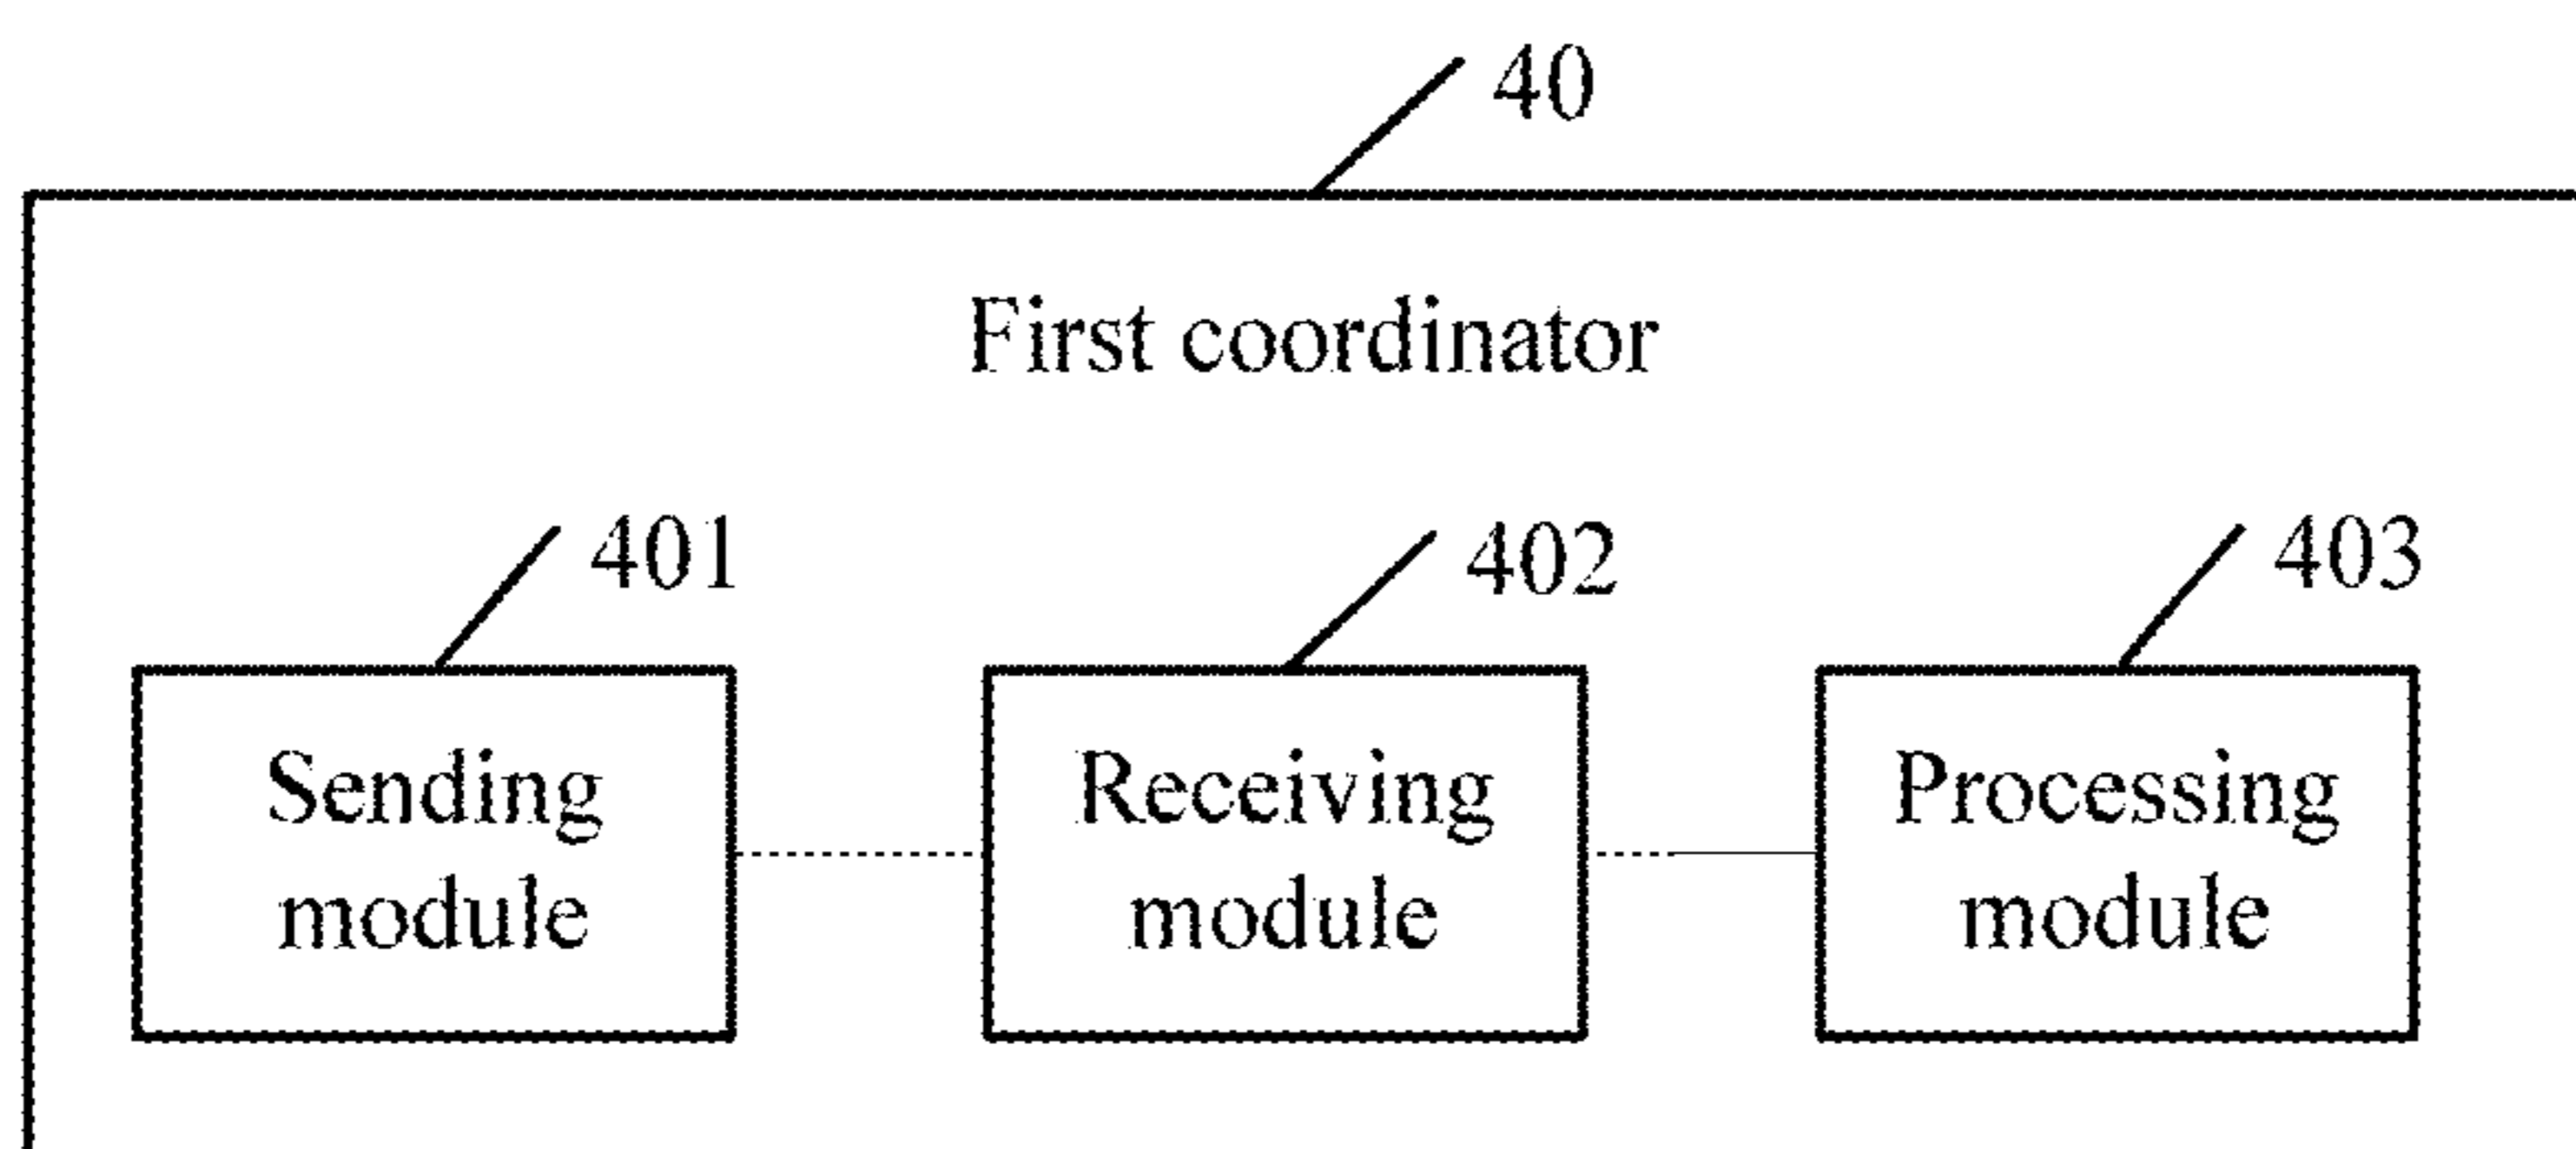 40
First coordinator
401
402
403
Sending
module
Receiving
module
Processing
module